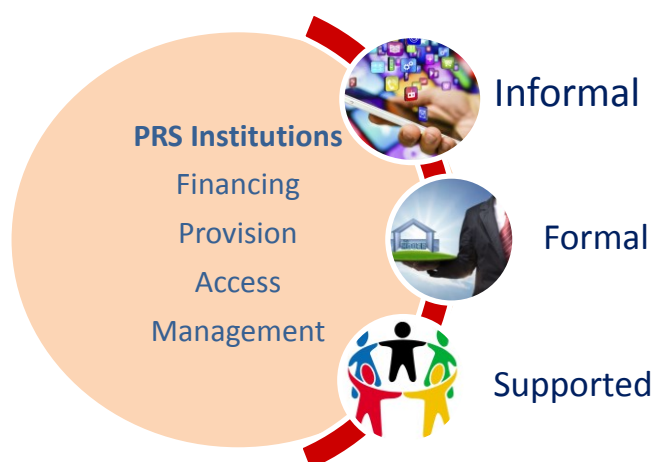 PRS Institutions
Financing
Provision
Access
Management
Informal
Formal
Supported